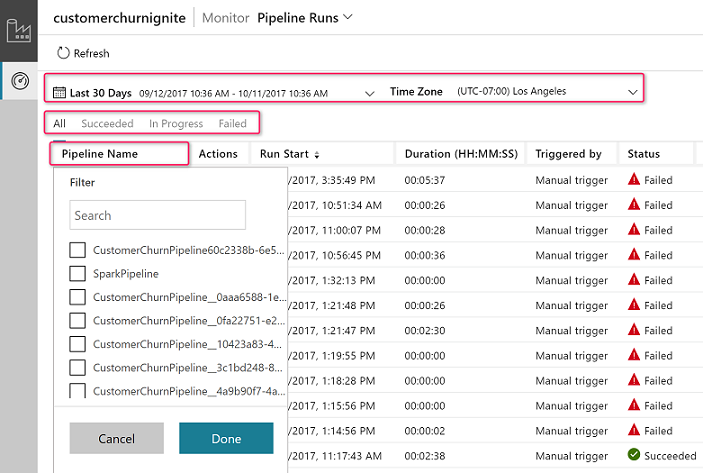 customerchurnignite Monitor Pipeline Runs
Refresh
Last 30 Days 09/12/2017 10:36 AM - 10/11/2017 10:36 AM Time Zone (UTC-07:00) Los Angeles
All Succeeded In Progress Failed
Pipeline Name Actions Run Start Duration (HH:MM:SS) Triggered by Status
Filter
Search
CustomerChurnPipeline60c2338b-6e5...
SparkPipeline
CustomerChurnPipeline__0aaa6588-1e...
CustomerChurnPipeline__0fa22751-e2...
CustomerChurnPipeline__10423a83-4...
CustomerChurnPipeline__3c1bd248-8...
CustomerChurnPipeline__4a9b90f7-4a...
Cancel Done
/2017, 3:35:49 PM 00:05:37 Manual trigger Failed
/2017, 10:51:34 AM 00:00:26 Manual trigger Failed
/2017, 11:00:07 PM 00:00:28 Manual trigger Failed
/2017, 10:56:45 PM 00:00:36 Manual trigger Failed
/2017, 1:32:13 PM 00:00:00 Manual trigger Failed
/2017, 1:21:48 PM 00:00:26 Manual trigger Failed
/2017, 1:21:47 PM 00:02:30 Manual trigger Failed
/2017, 1:19:55 PM 00:00:00 Manual trigger Failed
/2017, 1:18:28 PM 00:00:00 Manual trigger Failed
/2017, 1:15:56 PM 00:00:00 Manual trigger Failed
/2017, 1:14:56 PM 00:00:02 Manual trigger Failed
/2017, 11:17:43 AM 00:02:38 Manual trigger Succeeded